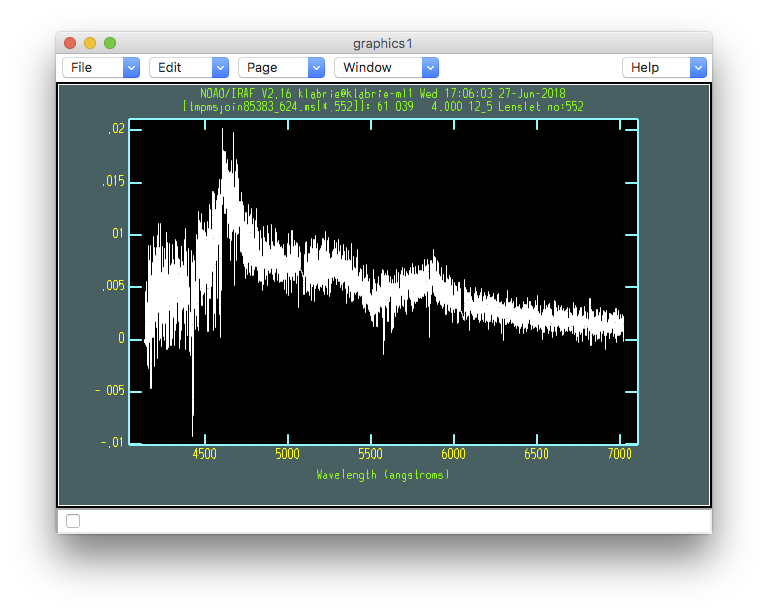 graphics1
File Edit Page Window Help
NOAO/IRAF V2.16 klabrie@klabrie-ml1 Wed 17:06:03 27-Jun-2018
[tmpmsjoin85383_624.ms[*,552]]: 61 039 4.000 12_5 Lenslet no:552
.02
.015
.01
.005
0
-.005
-.01
4500 5000 5500 6000 6500 7000
Wavelength (angstroms)